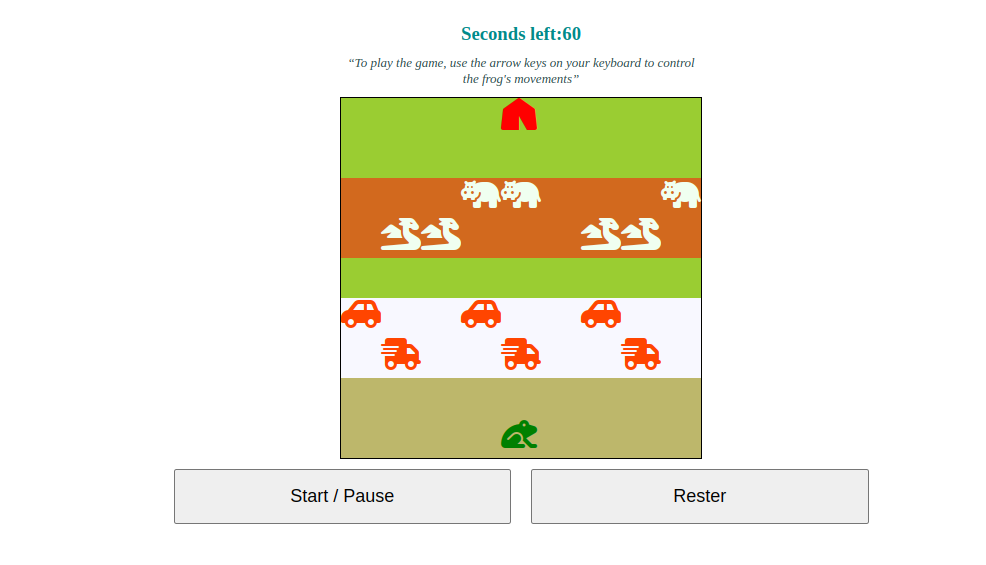 Seconds left:60
“To play the game, use the arrow keys on your keyboard to control
the frog's movements”
Start / Pause
Rester